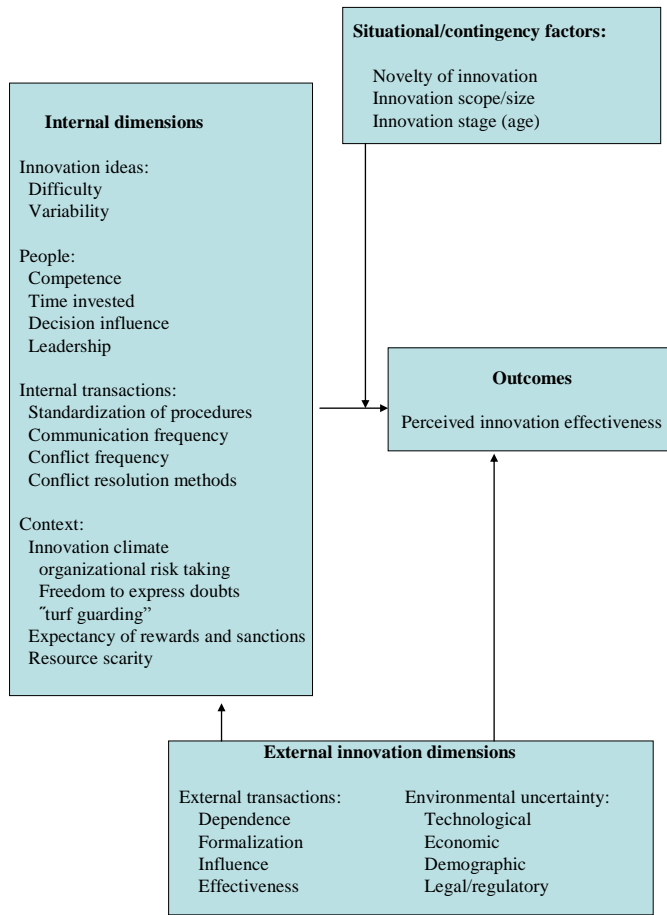 Situational/contingency factors:
Novelty of innovation
Innovation scope/size
Innovation stage (age)
Internal dimensions
Innovation ideas:
Difficulty
Variability
People:
Competence
Time invested
Decision influence
Leadership
Internal transactions:
Standardization of procedures
Communication frequency
Conflict frequency
Conflict resolution methods
Context:
Innovation climate
organizational risk taking
Freedom to express doubts
˝turf guarding”
Expectancy of rewards and sanctions
Resource scarity
Outcomes
Perceived innovation effectiveness
External innovation dimensions
External transactions:
Dependence
Formalization
Influence
Effectiveness
Environmental uncertainty:
Technological
Economic
Demographic
Legal/regulatory